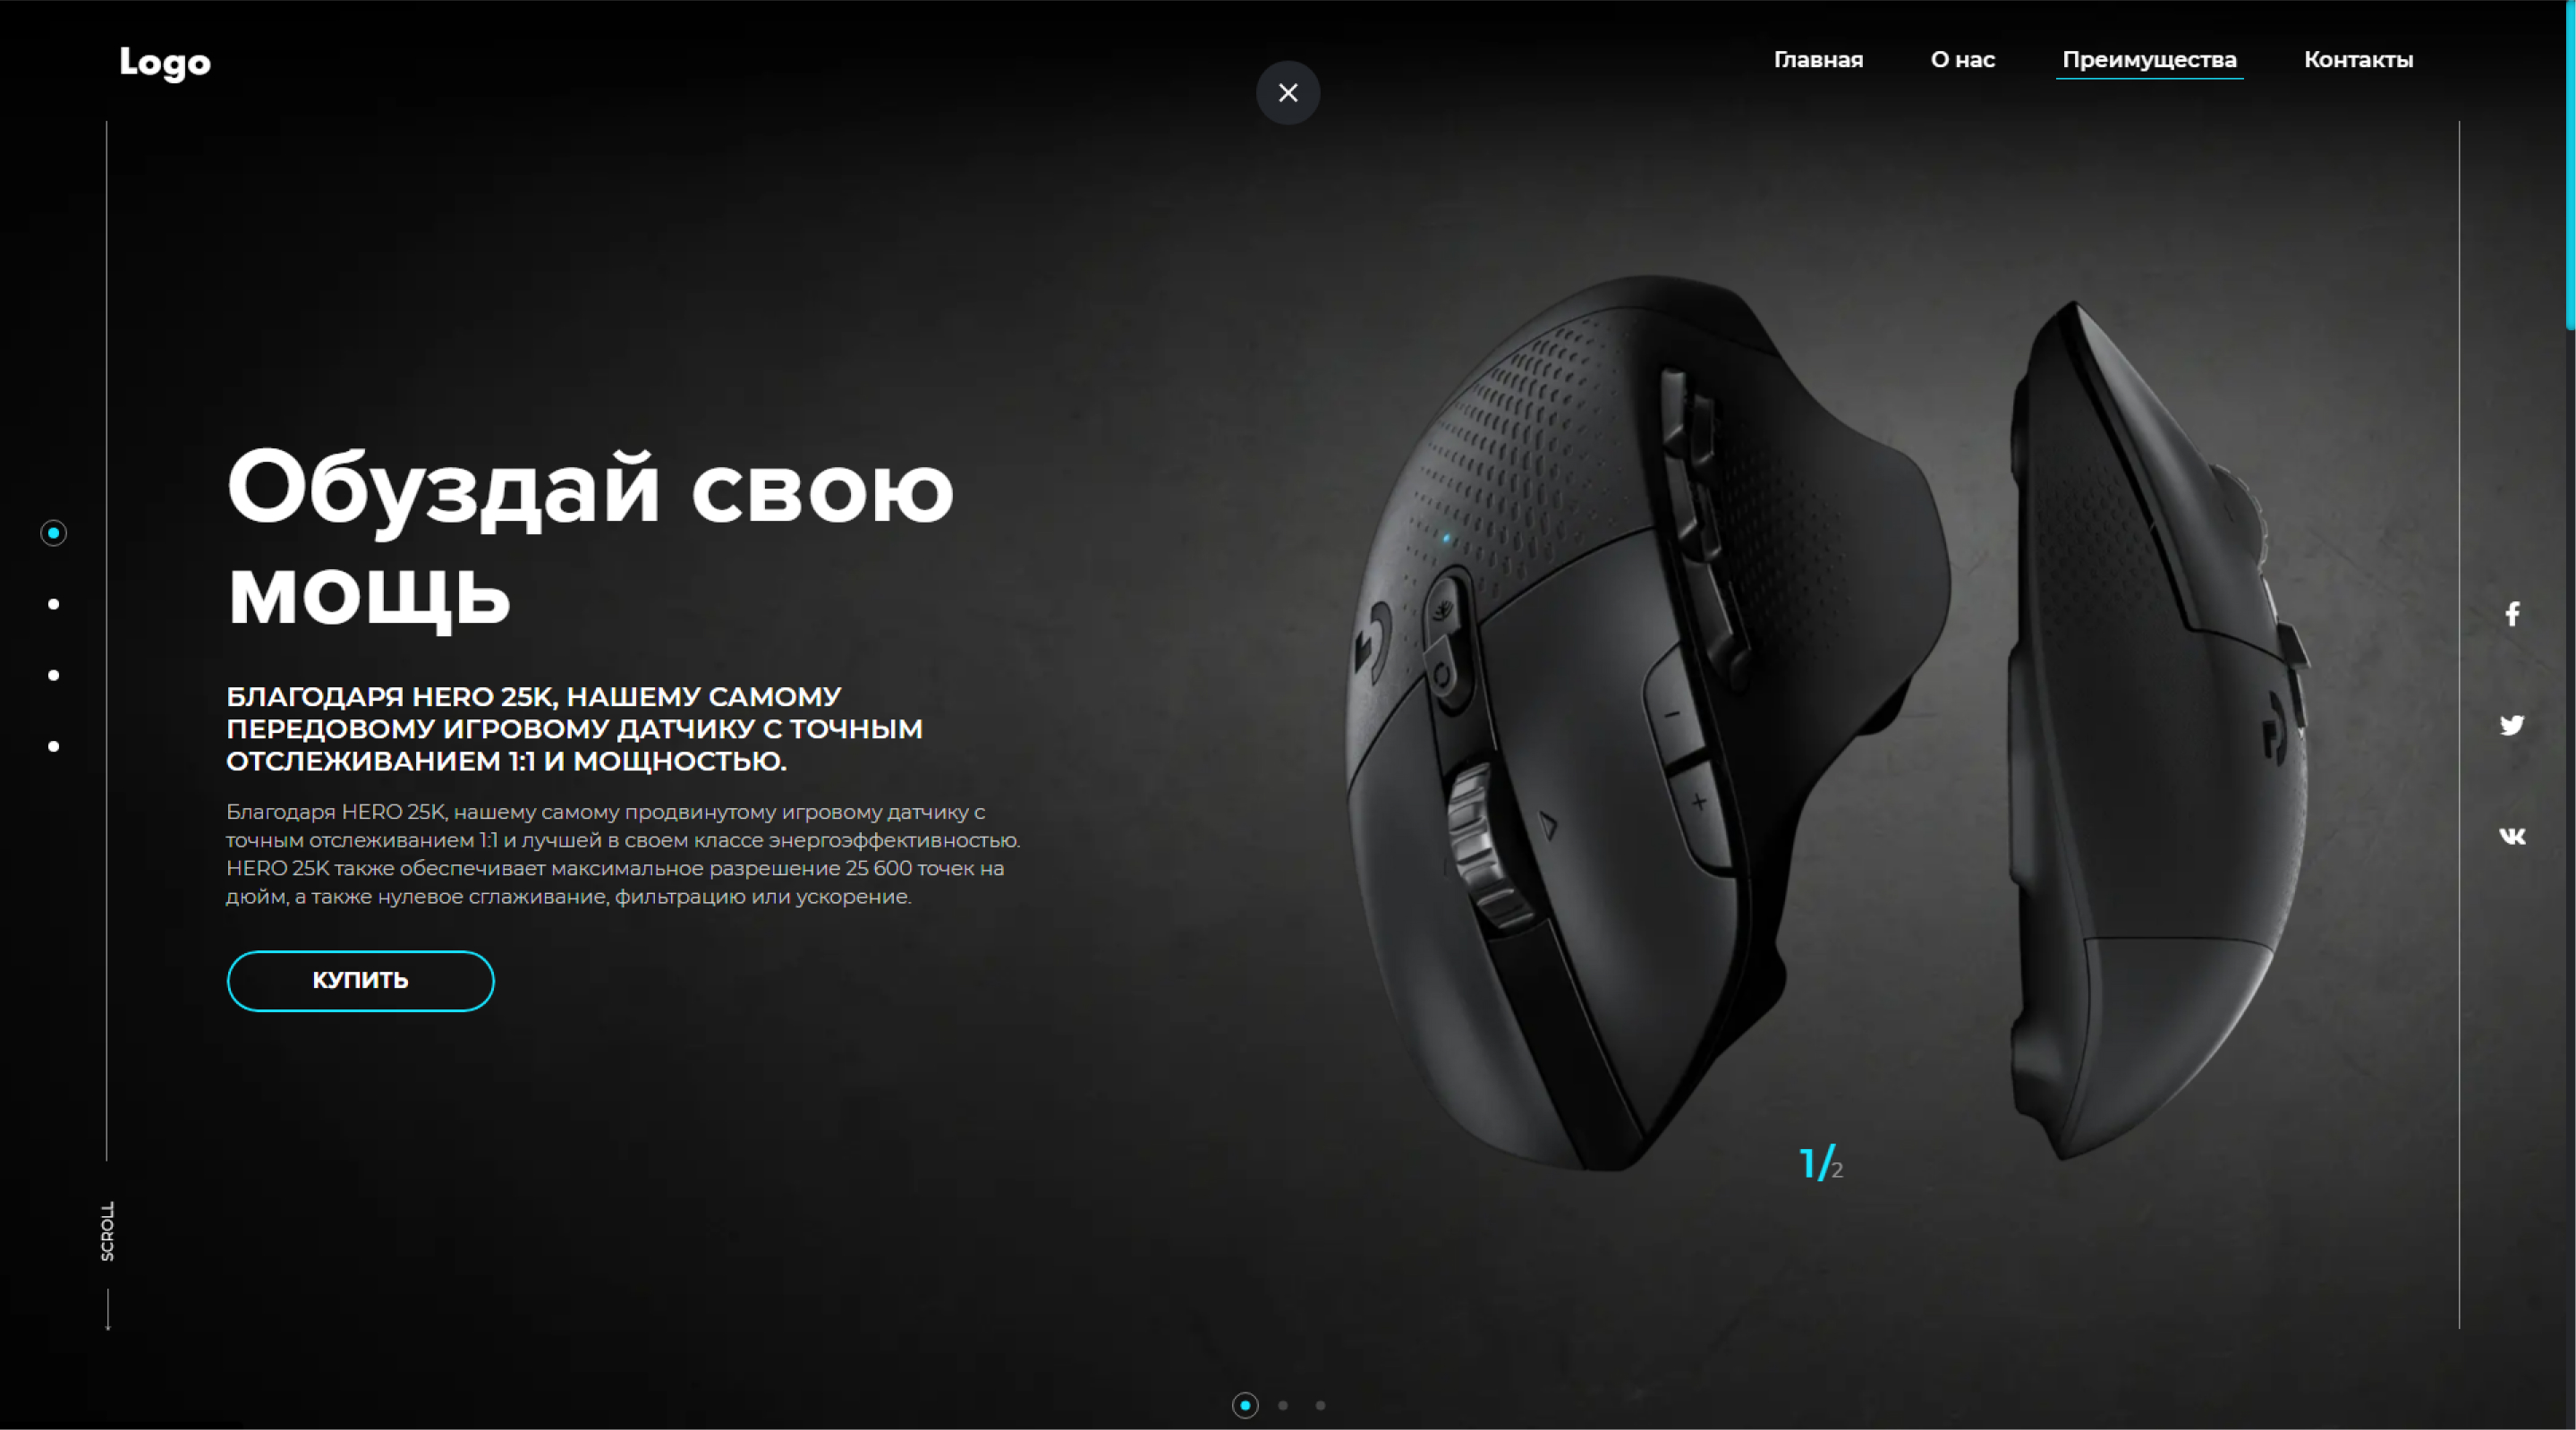 Logo
Главная
О нас
Преимущества
Контакты
Обуздай свою
мощь
БЛАГОДАРЯ HERO 25K, НАШЕМУ САМОМУ
ПЕРЕДОВОМУ ИГРОВОМУ ДАТЧИКУ С ТОЧНЫМ
ОТСЛЕЖИВАНИЕМ 1:1 И МОЩНОСТЬЮ.
Благодаря HERO 25K, нашему самому продвинутому игровому датчику с
точным отслеживанием 1:1 и лучшей в своем классе энергоэффективностью.
HERO 25K также обеспечивает максимальное разрешение 25 600 точек на
дюйм, а также нулевое сглаживание, фильтрацию или ускорение.
КУПИТЬ
1/2
SCROLL